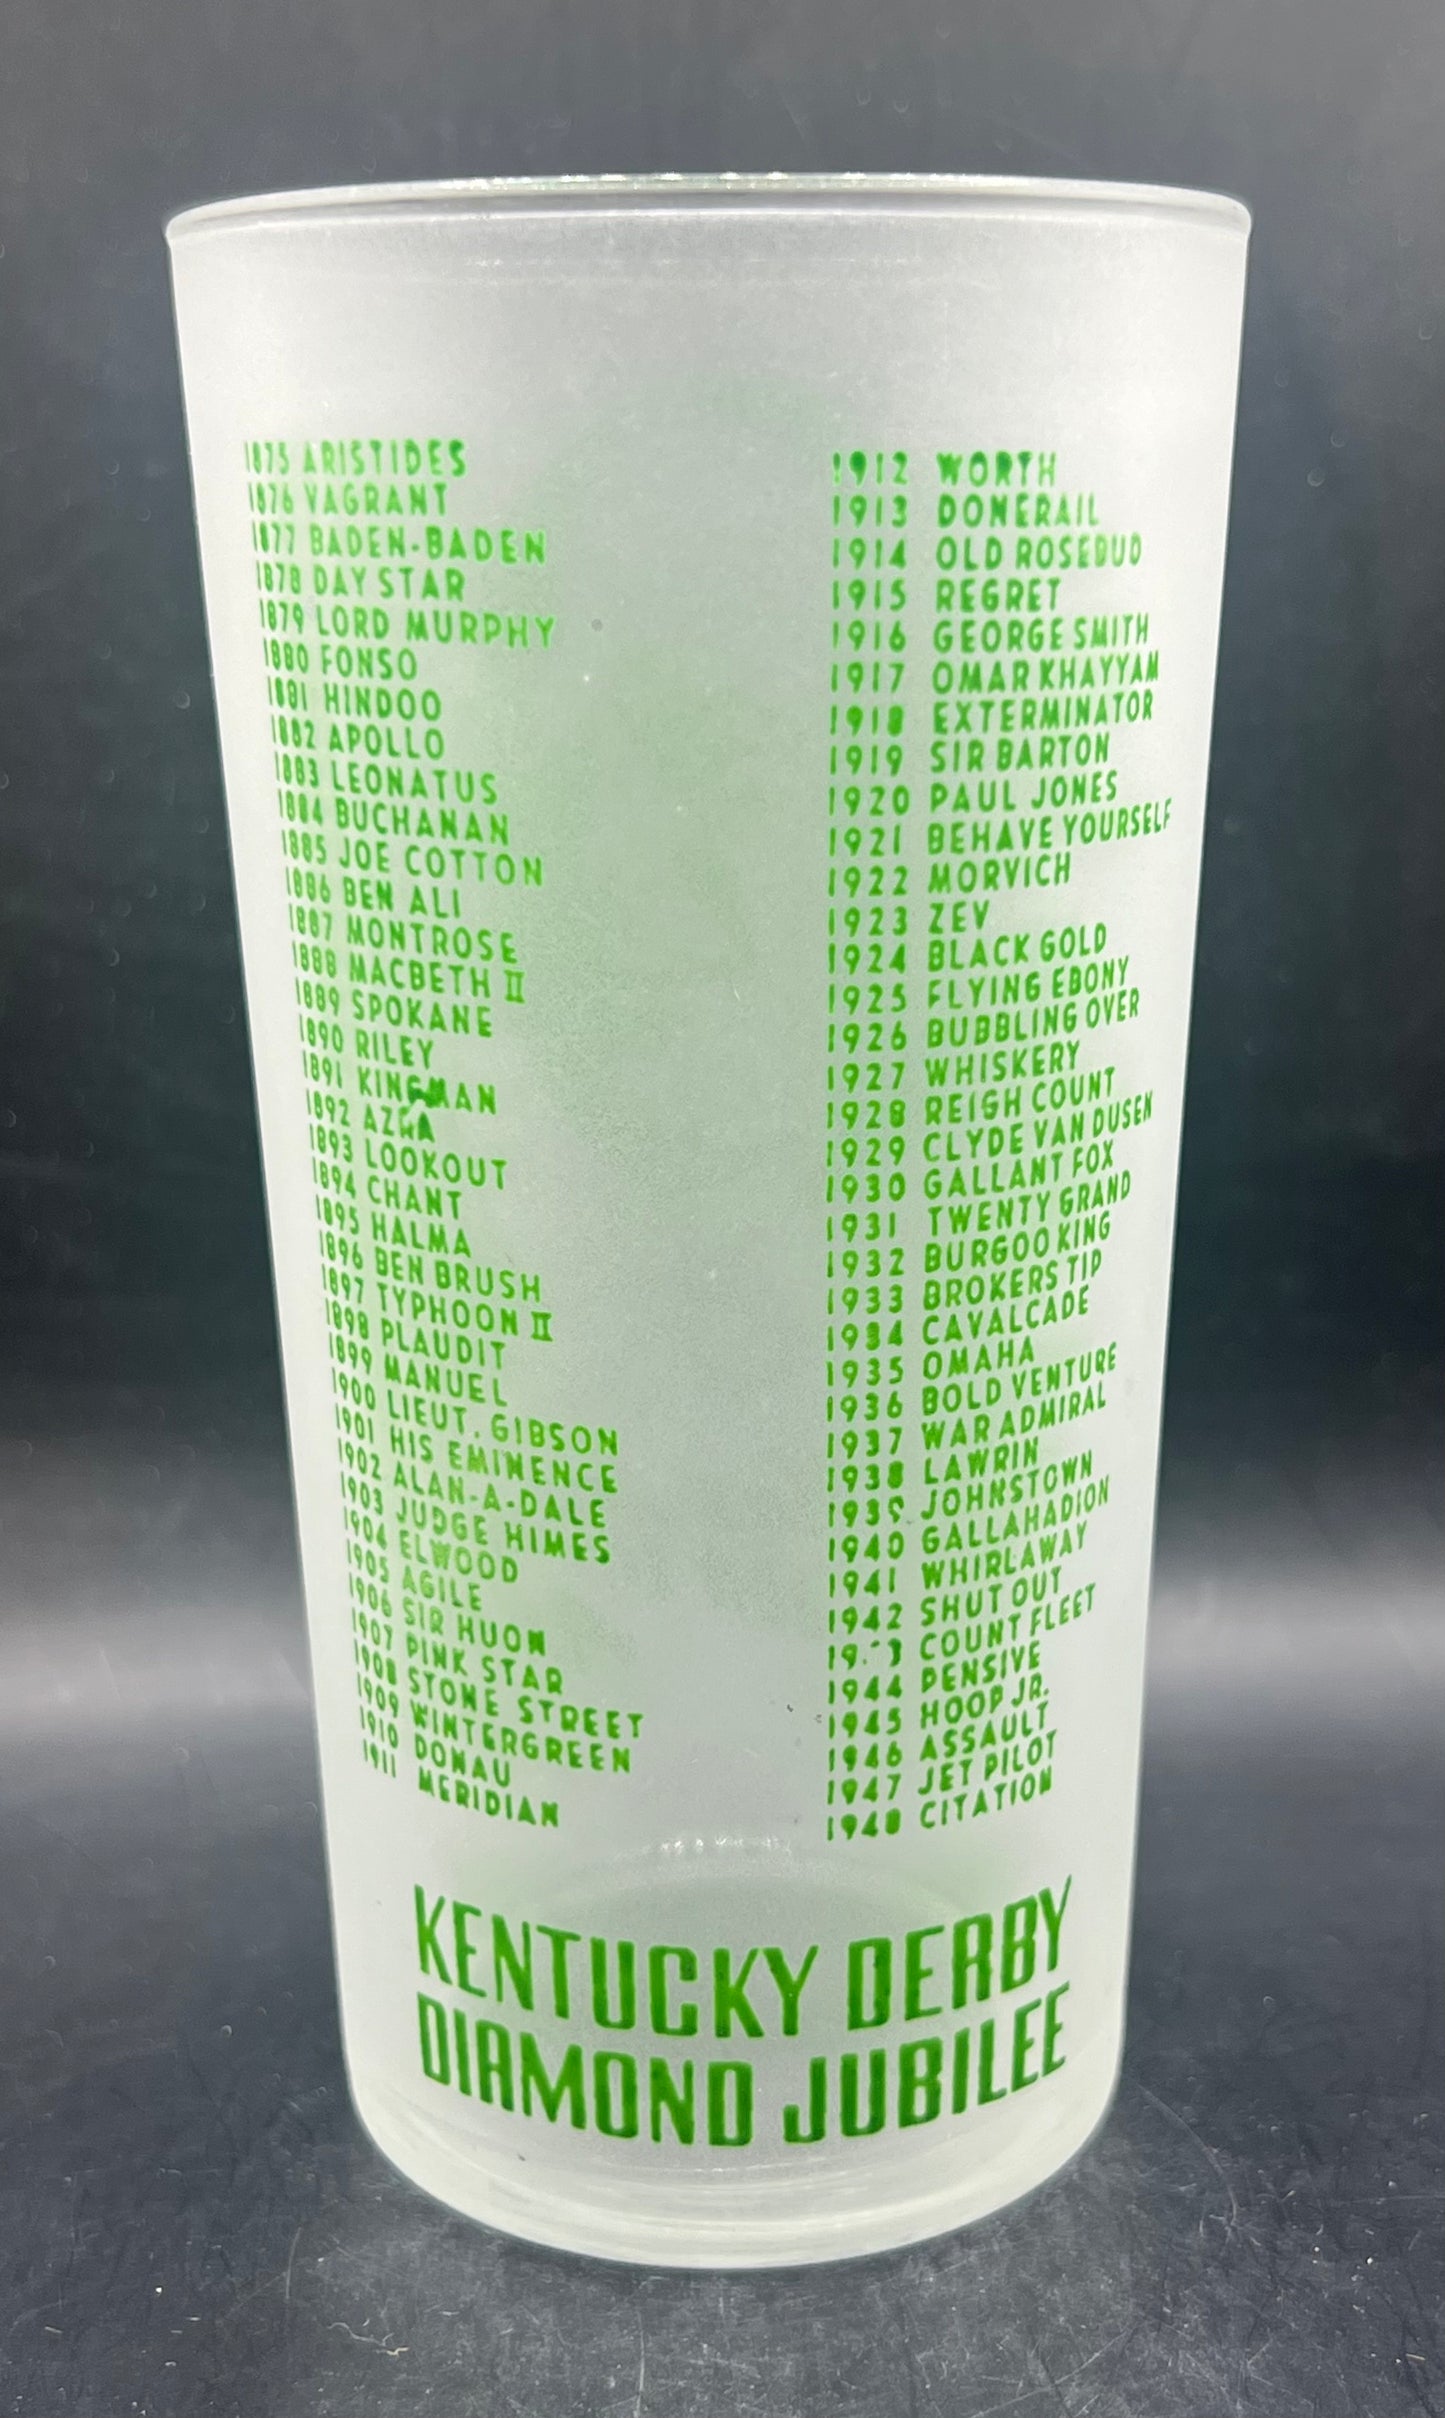 1875 ARISTIDES
1876 VAGRANT
1877 BADEN-BADEN
1878 DAY STAR
1879 LORD MURPHY
1880 FONSO
1881 HINDOO
1882 APOLLO
1883 LEONATUS
1884 BUCHANAN
1885 JOE COTTON
1886 BEN ALI
1887 MONTROSE
1888 MACBETH II
1889 SPOKANE
1890 RILEY
1891 KINGMAN
1892 AZRA
1893 LOOKOUT
1894 CHANT
1895 HALMA
1896 BEN BRUSH
1897 TYPHOON II
1898 PLAUDIT
1899 MANUEL
1900 LIEUT. GIBSON
1901 HIS EMINENCE
1902 ALAN-A-DALE
1903 JUDGE HIMES
1904 ELWOOD
1905 AGILE
1906 SIR HUON
1907 PINK STAR
1908 STONE STREET
1909 WINTERGREEN
1910 DONAU
1911 MERIDIAN
1912 WORTH
1913 DONERAIL
1914 OLD ROSEBUD
1915 REGRET
1916 GEORGE SMITH
1917 OMAR KHAYYAM
1918 EXTERMINATOR
1919 SIR BARTON
1920 PAUL JONES
1921 BEHAVE YOURSELF
1922 MORVICH
1923 ZEV
1924 BLACK GOLD
1925 FLYING EBONY
1926 BUBBLING OVER
1927 WHISKERY
1928 REIGH COUNT
1929 CLYDE VAN DUSEN
1930 GALLANT FOX
1931 TWENTY GRAND
1932 BURGOO KING
1933 BROKERS TIP
1934 CAVALCADE
1935 OMAHA
1936 BOLD VENTURE
1937 WAR ADMIRAL
1938 LAWRIN
1939 JOHNSTOWN
1940 GALLAHADION
1941 WHIRLAWAY
1942 SHUT OUT
COUNT FLEET
1944 PENSIVE
1945 HOOP JR.
1946 ASSAULT
1947 JET PILOT
1948 CITATION
KENTUCKY DERBY
DIAMOND JUBILEE